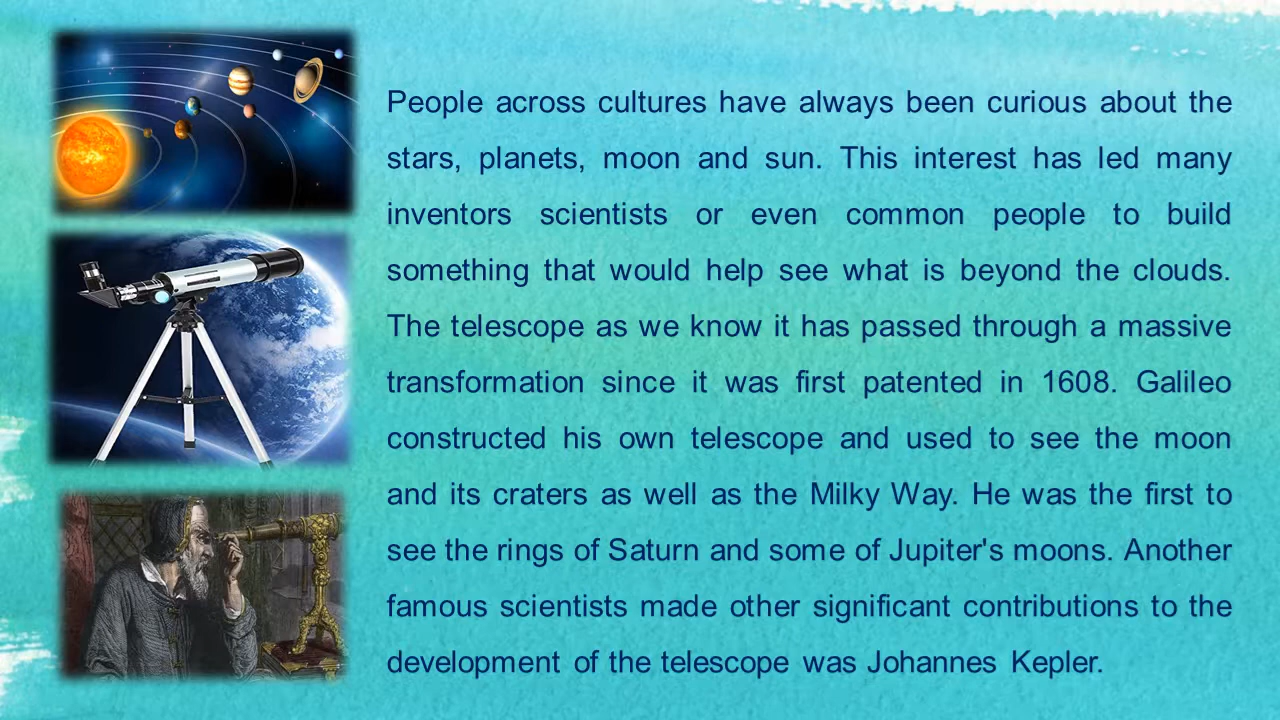 People across cultures have always been curious about the
stars, planets, moon and sun. This interest has led many
inventors scientists or even common people to build
something that would help see what is beyond the clouds.
The telescope as we know it has passed through a massive
transformation since it was first patented in 1608. Galileo
constructed his own telescope and used to see the moon
and its craters as well as the Milky Way. He was the first to
see the rings of Saturn and some of Jupiter's moons. Another
famous scientists made other significant contributions to the
development of the telescope was Johannes Kepler.